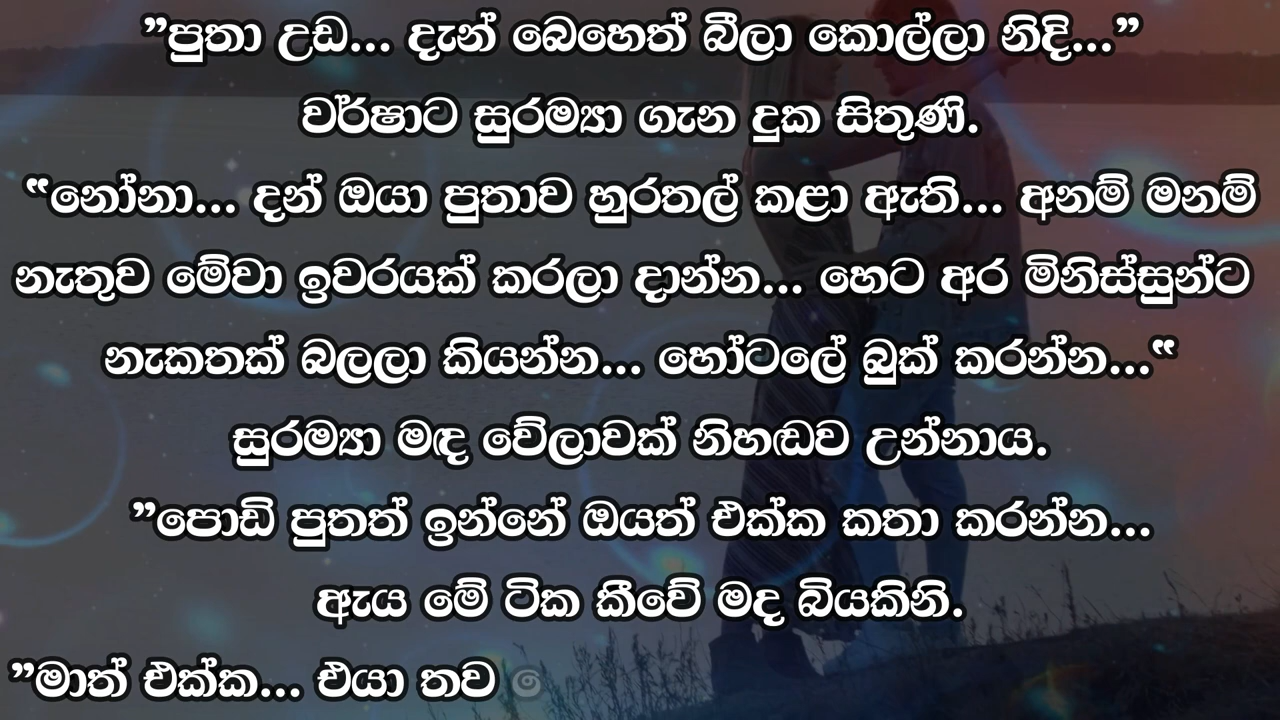 ”පුතා උඩ... දැන් බෙහෙත් බීලා කොල්ලා නිදි...”
වර්ෂාට සුරම්‍යා ගැන දුක සිතුණි.
“නෝනා... දන් ඔයා පුතාව හුරතල් කළා ඇති... අනම් මනම්
නැතුව මේවා ඉවරයක් කරලා දාන්න... හෙට අර මිනිස්සුන්ට
නැකතක් බලලා කියන්න... හෝටලේ බුක් කරන්න...“
සුරම්‍යා මඳ වේලාවක් නිහඬව උන්නාය.
”පොඩි පුතත් ඉන්නේ ඔයත් එක්ක කතා කරන්න...
ඇය මේ ටික කීවේ මද බියකිනි.
”මාත් එක්ක... එයා තව